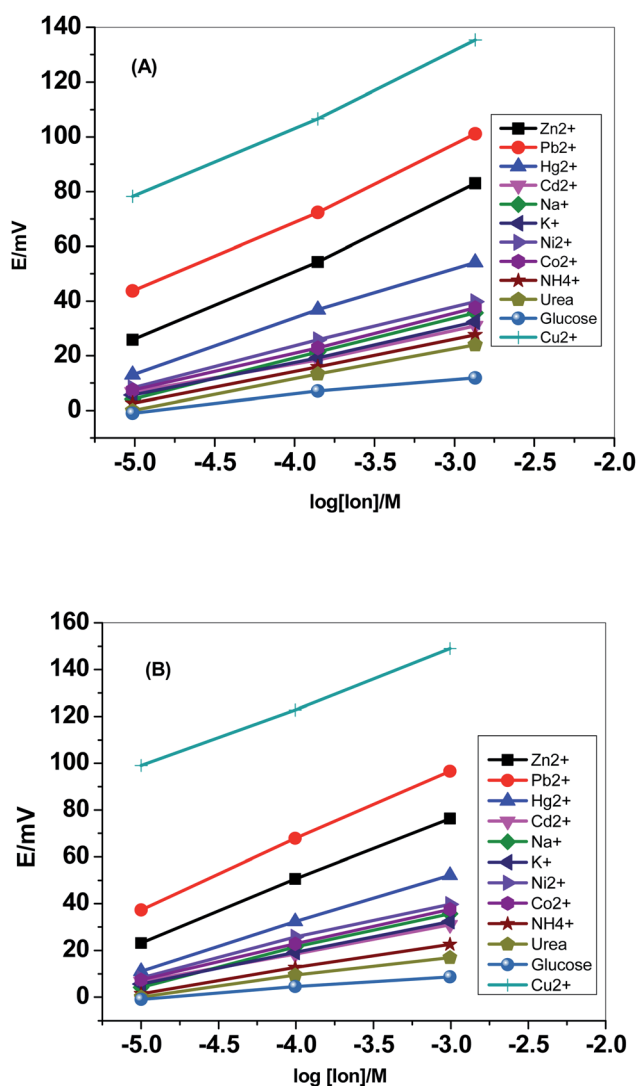 140
(A)
120
100
80
60
40
20
0
E/mV
Zn2+
Pb2+
Hg2+
Cd2+
Na+
K+
Ni2+
Co2+
NH4+
Urea
Glucose
Cu2+
-5.0 -4.5 -4.0 -3.5 -3.0 -2.5 -2.0
log[Ion]/M
160
(B)
140
120
100
80
60
40
20
0
E/mV
Zn2+
Pb2+
Hg2+
Cd2+
Na+
K+
Ni2+
Co2+
NH4+
Urea
Glucose
Cu2+
-5.0 -4.5 -4.0 -3.5 -3.0 -2.5 -2.0
log [Ion]/M